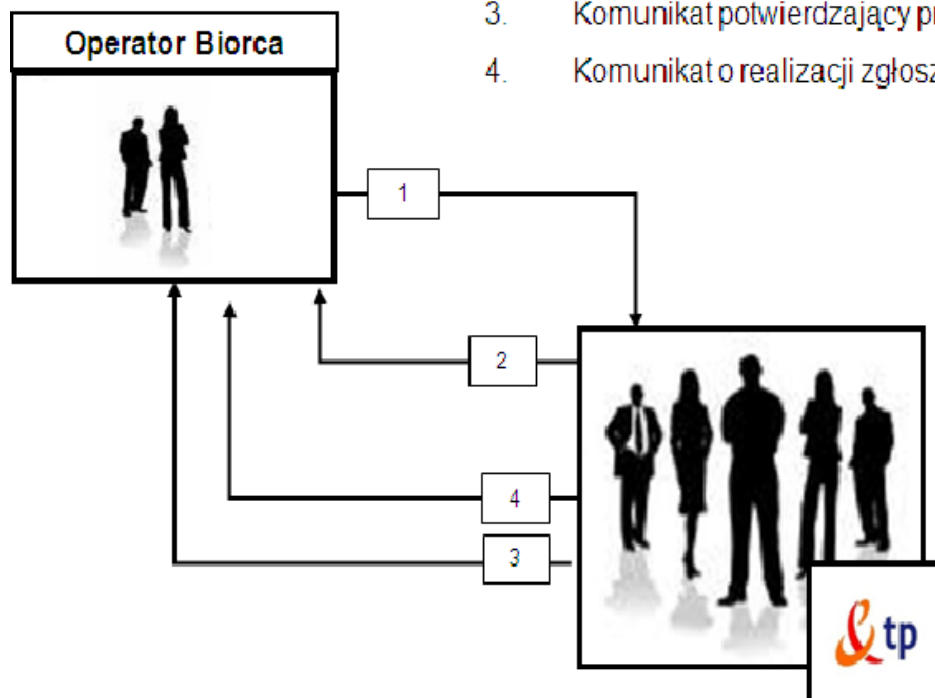 3. Komunikat potwierdzający
4. Komunikat o realizacji
Operator Biorca
1
2
4
3
tp